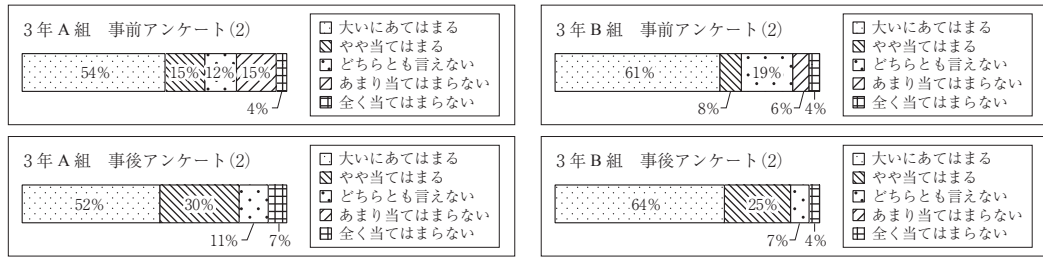 3年A組 事前アンケート(2)
54%
15%
12%
15%
4%
大いにあてはまる
やや当てはまる
どちらとも言えない
あまり当てはまらない
全く当てはまらない
3年B組 事前アンケート(2)
61%
8%
19%
6%
4%
大いにあてはまる
やや当てはまる
どちらとも言えない
あまり当てはまらない
全く当てはまらない
3年A組 事後アンケート(2)
52%
30%
11%
7%
大いにあてはまる
やや当てはまる
どちらとも言えない
あまり当てはまらない
全く当てはまらない
3年B組 事後アンケート(2)
64%
25%
7%
4%
大いにあてはまる
やや当てはまる
どちらとも言えない
あまり当てはまらない
全く当てはまらない